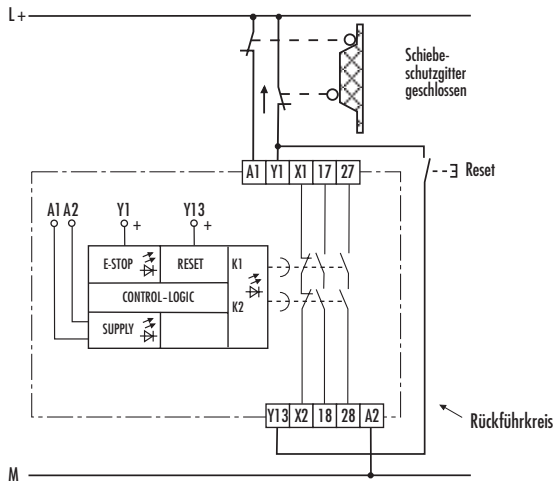 L+
Schiebe-
schutzgitter
geschlossen
A1 Y1 X1 17 27
Reset
A1 A2 Y1 + Y13 +
E-STOP RESET K1
CONTROL-LOGIC
K2
SUPPLY
Y13 X2 18 28 A2
Rückführkreis
M